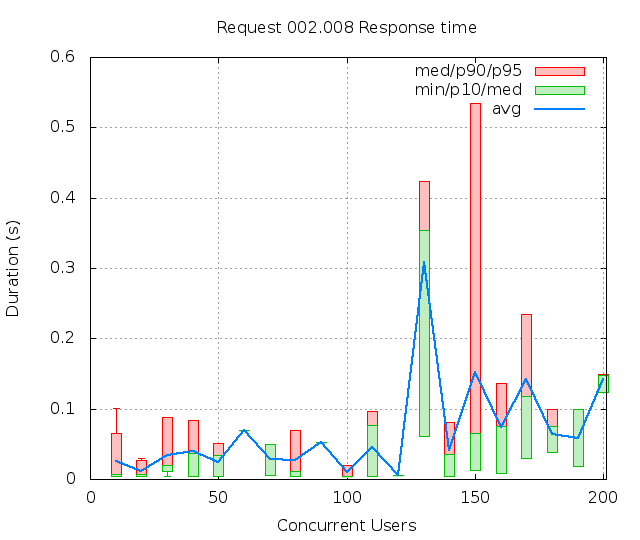 Request 002.008 Response time
med/p90/p95
min/p10/med
avg
Duration (s)
0.6
0.5
0.4
0.3
0.2
0.1
0
0 50 100 150 200
Concurrent Users